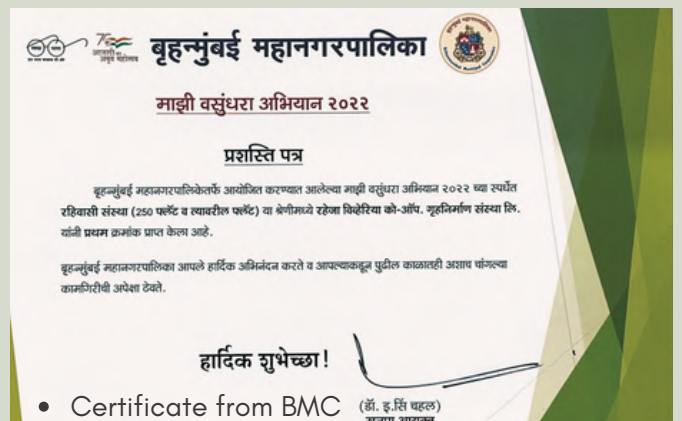 बृहन्मुंबई महानगरपालिका
माझी वसुंधरा अभियान २०२२
प्रशस्ति पत्र
बृहन्मुंबई महानगरपालिकेतर्फे आयोजित करण्यात आलेल्या माझी वसुंधरा अभियान २०२२ च्या स्पर्धेत
रहिवासी संस्था (250 फ्लॅट व त्यावरील फ्लॅट) या श्रेणीमध्ये रहेजा विव्हेरिया को-ऑप. गृहनिर्माण संस्था लि.
यांनी प्रथम क्रमांक प्राप्त केला आहे.
बृहन्मुंबई महानगरपालिका आपले हार्दिक अभिनंदन करते व आपल्याकडून पुढील काळातही अशाच चांगल्या
कामगिरीची अपेक्षा ठेवते.
हार्दिक शुभेच्छा!
• Certificate from BMC
(डॉ. इ.सिं चहल)